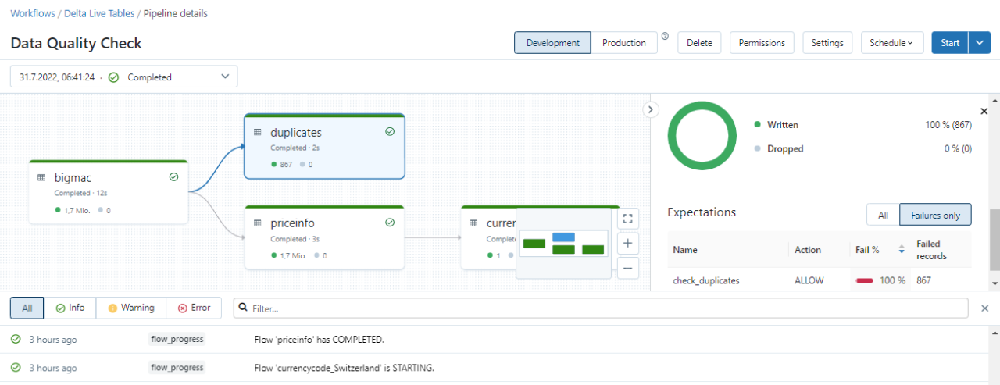 Workflows / Delta Live Tables / Pipeline details
Data Quality Check
Development Production ? Delete Permissions Settings Schedule Start
31.7.2022, 06:41:24 · Completed
duplicates
Completed · 2s
867 0
bigmac
Completed · 12s
1,7 Mio. 0
priceinfo
Completed · 3s
1,7 Mio. 0
currer
Complet
1
Written 100 % (867)
Dropped 0 % (0)
Expectations All Failures only
Name Action Fail % Failed records
check_duplicates ALLOW 100 % 867
All Info Warning Error Filter...
3 hours ago flow_progress Flow 'priceinfo' has COMPLETED.
3 hours ago flow_progress Flow 'currencycode_Switzerland' is STARTING.